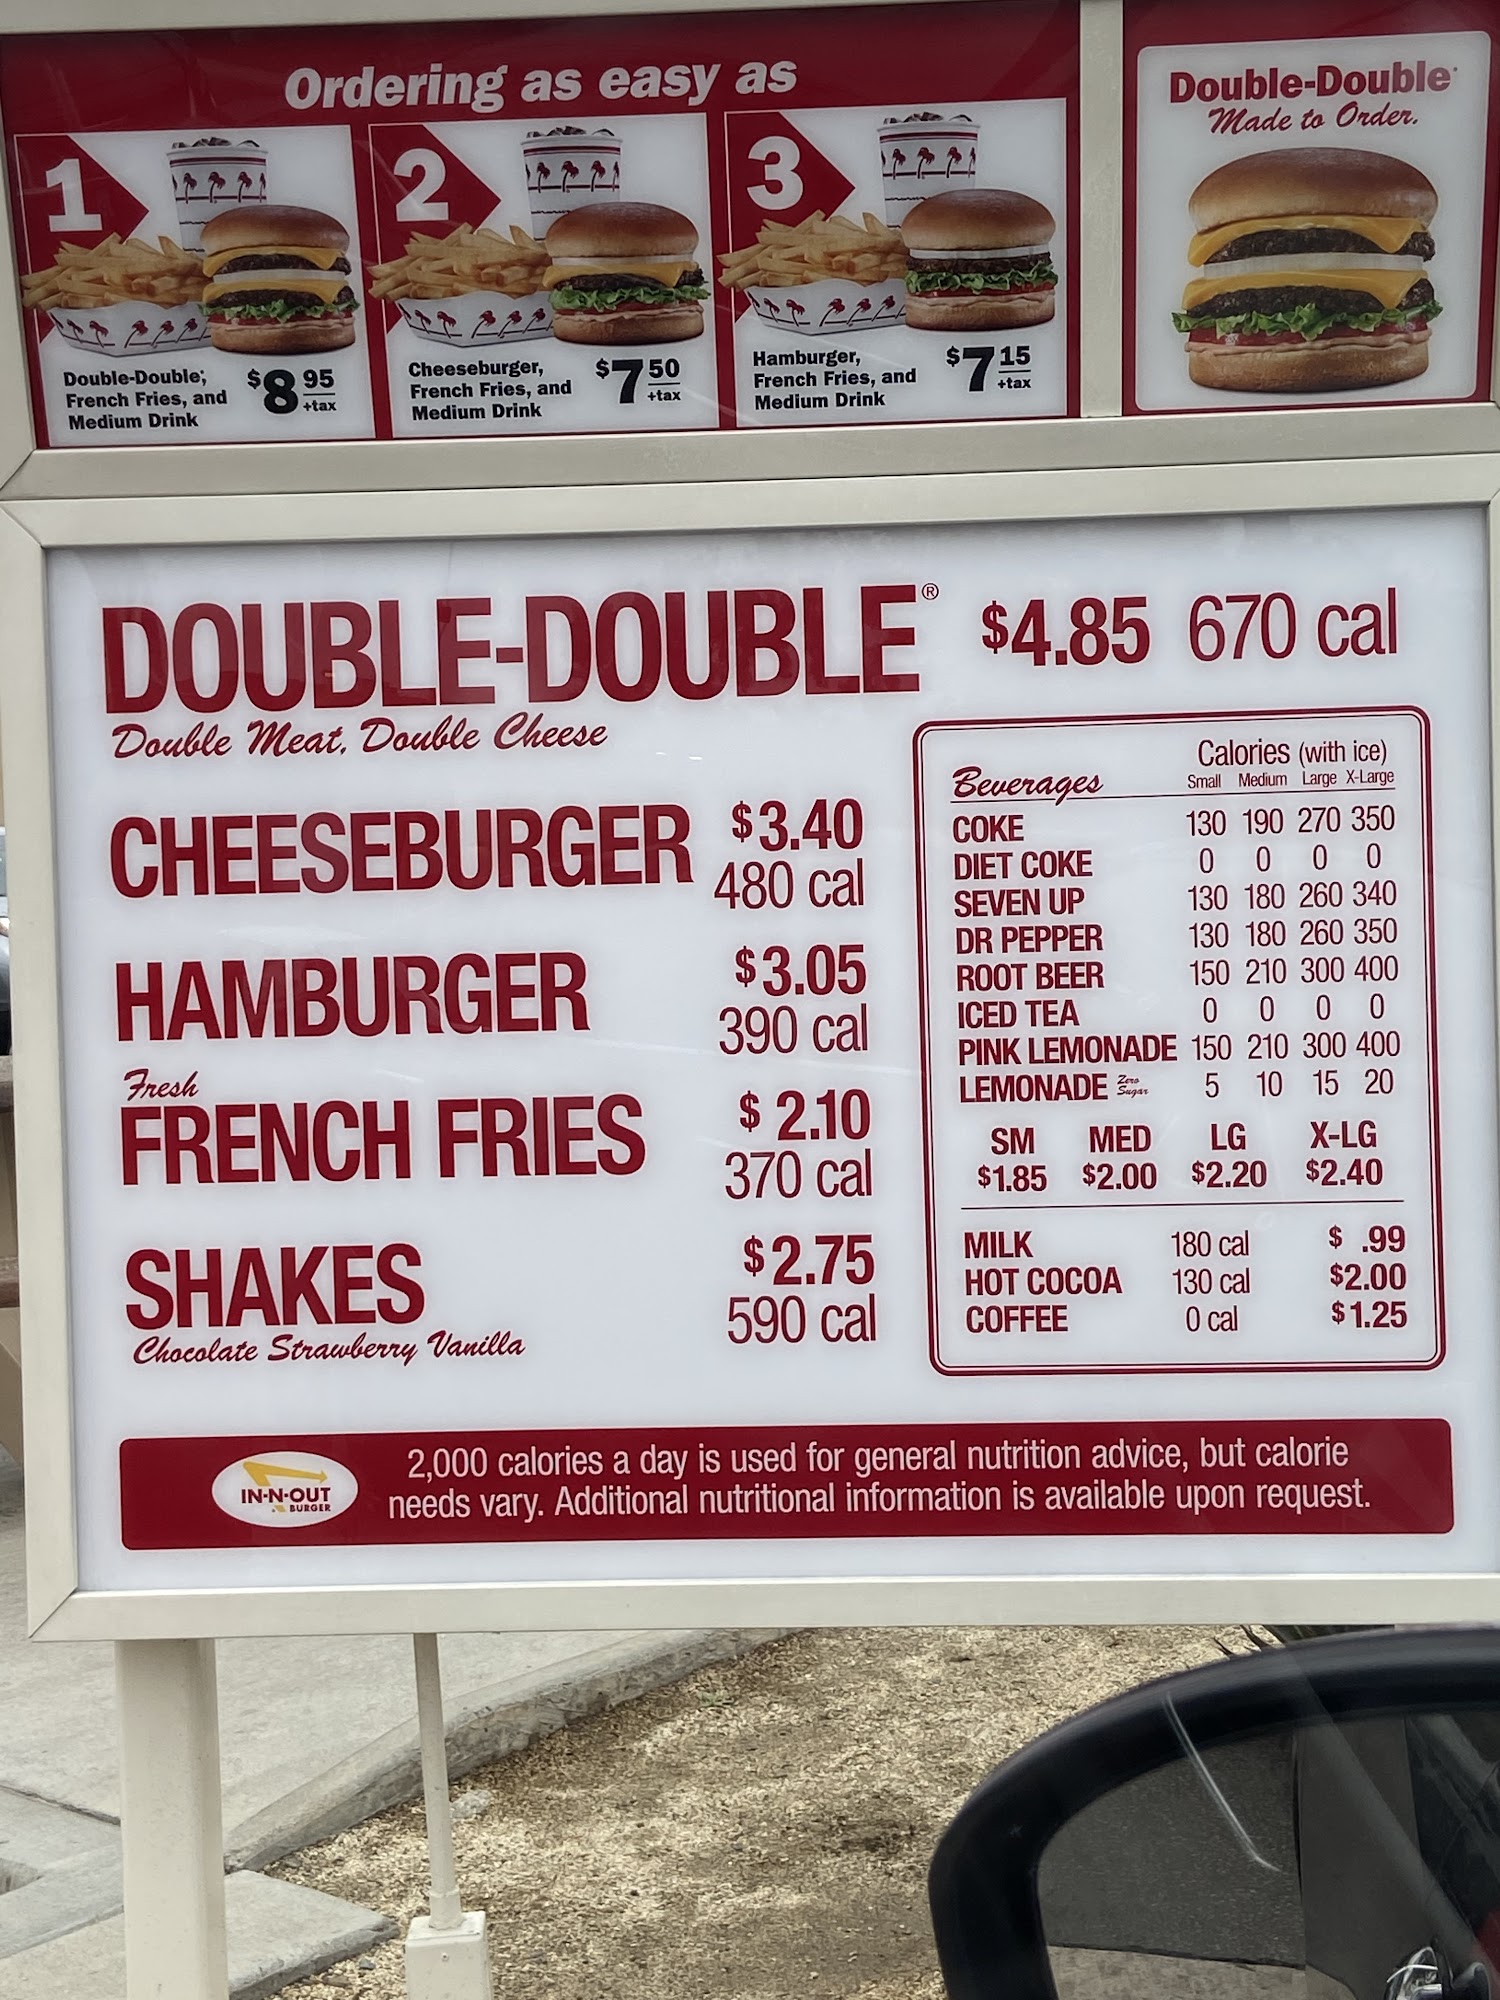 Ordering as easy as
1
Double-Double®,
French Fries, and
Medium Drink
$8 95
+tax
2
Cheeseburger,
French Fries, and
Medium Drink
$7 50
+tax
3
Hamburger,
French Fries, and
Medium Drink
$7 15
+tax
Double-Double®
Made to Order.
DOUBLE-DOUBLE® $4.85 670 cal
Double Meat, Double Cheese
CHEESEBURGER $3.40
480 cal
HAMBURGER $3.05
390 cal
Fresh
FRENCH FRIES $2.10
370 cal
SHAKES $2.75
590 cal
Chocolate Strawberry Vanilla
Calories (with ice)
Beverages Small Medium Large X-Large
COKE 130 190 270 350
DIET COKE 0 0 0 0
SEVEN UP 130 180 260 340
DR PEPPER 130 180 260 350
ROOT BEER 150 210 300 400
ICED TEA 0 0 0 0
PINK LEMONADE 150 210 300 400
LEMONADE Zero Sugar 5 10 15 20
SM MED LG X-LG
$1.85 $2.00 $2.20 $2.40
MILK 180 cal $ .99
HOT COCOA 130 cal $2.00
COFFEE 0 cal $1.25
IN-N-OUT
BURGER
2,000 calories a day is used for general nutrition advice, but calorie
needs vary. Additional nutritional information is available upon request.